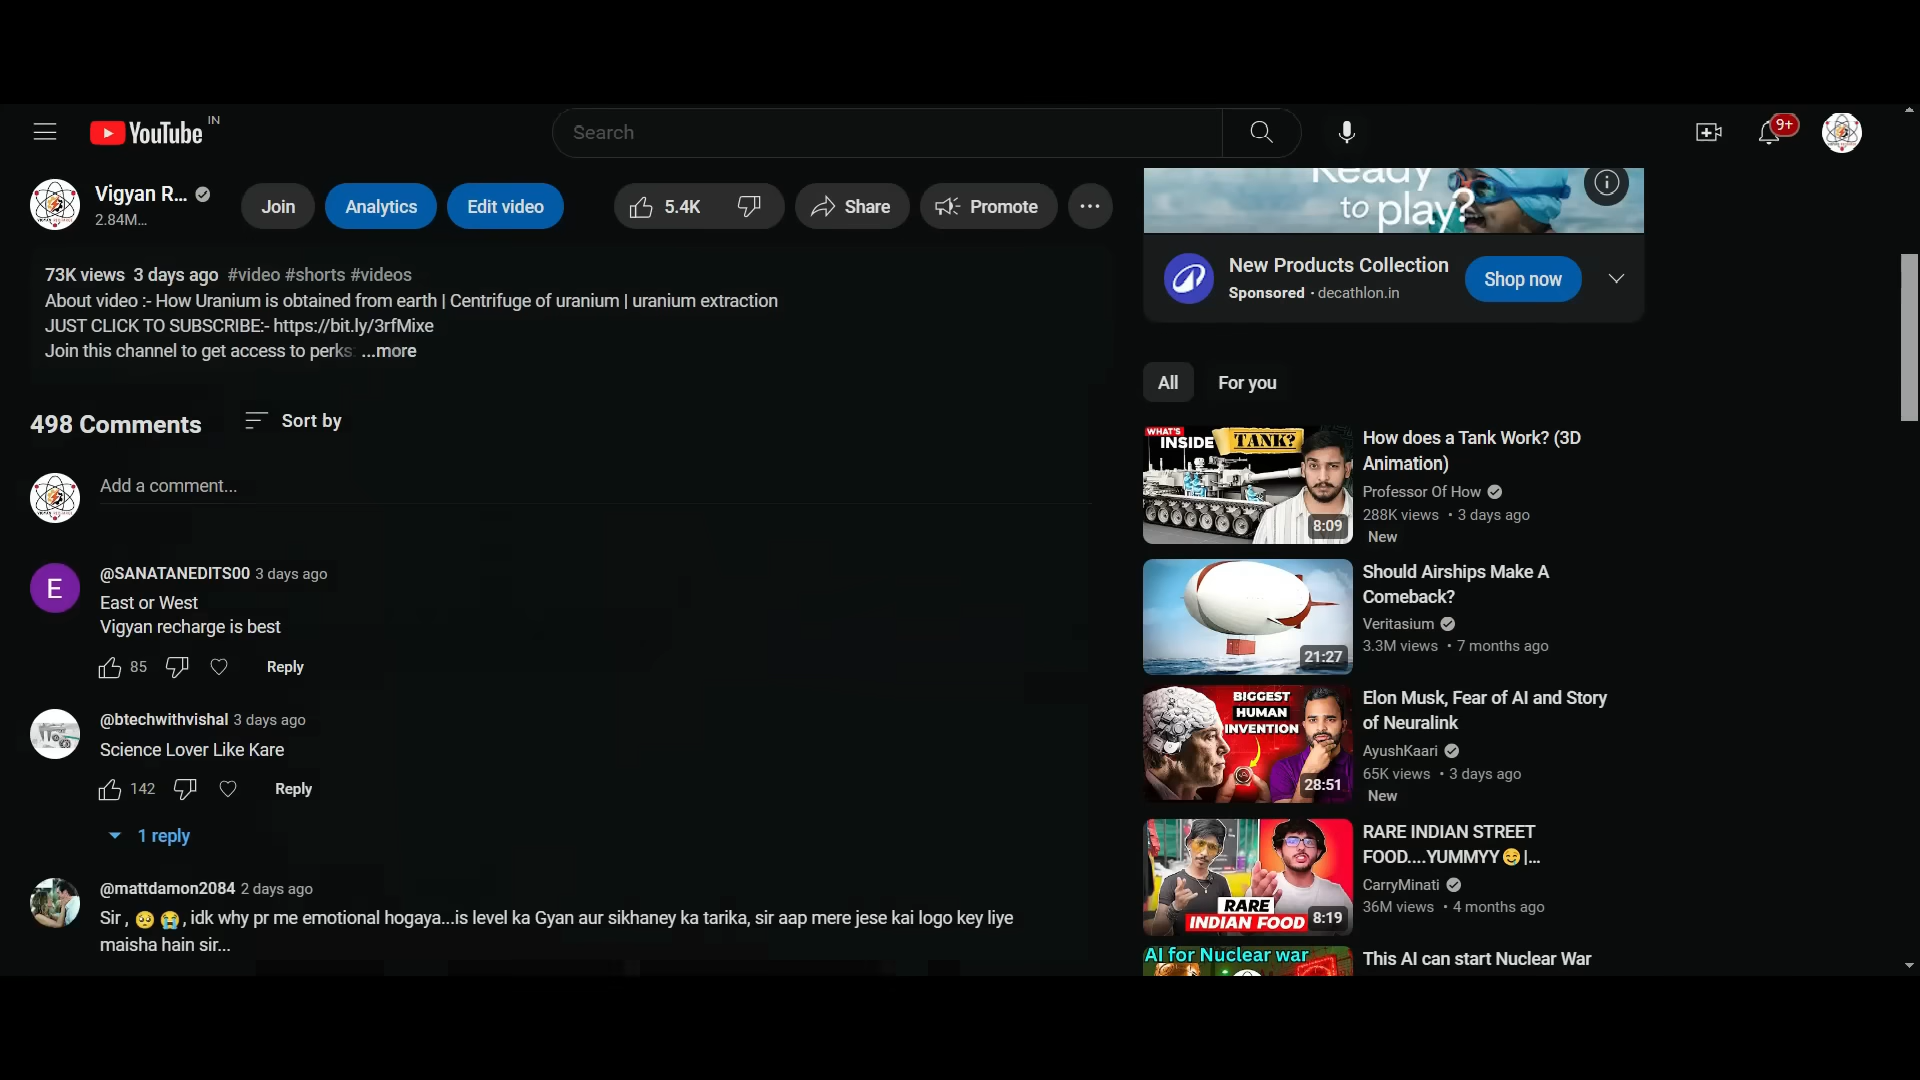 YouTube IN
Search
9+
Vigyan R...
2.84M...
Join
Analytics
Edit video
5.4K
Share
Promote
73K views 3 days ago #video #shorts #videos
About video :- How Uranium is obtained from earth | Centrifuge of uranium | uranium extraction
JUST CLICK TO SUBSCRIBE:- https://bit.ly/3rfMixe
Join this channel to get access to perks: ...more
498 Comments
Sort by
Add a comment...
E
@SANATANEDITS00 3 days ago
East or West
Vigyan recharge is best
85
Reply
@btechwithvishal 3 days ago
Science Lover Like Kare
142
Reply
1 reply
@mattdamon2084 2 days ago
Sir , 🥺 😭 , idk why pr me emotional hogaya...is level ka Gyan aur sikhaney ka tarika, sir aap mere jese kai logo key liye
maisha hain sir...
Ready
to play?
New Products Collection
Sponsored · decathlon.in
Shop now
All
For you
WHAT'S
INSIDE TANK?
8:09
How does a Tank Work? (3D
Animation)
Professor Of How
288K views • 3 days ago
New
21:27
Should Airships Make A
Comeback?
Veritasium
3.3M views • 7 months ago
BIGGEST
HUMAN
INVENTION
28:51
Elon Musk, Fear of AI and Story
of Neuralink
AyushKaari
65K views • 3 days ago
New
RARE
INDIAN FOOD
8:19
RARE INDIAN STREET
FOOD....YUMMYY 😋 |...
CarryMinati
36M views • 4 months ago
AI for Nuclear war
This AI can start Nuclear War